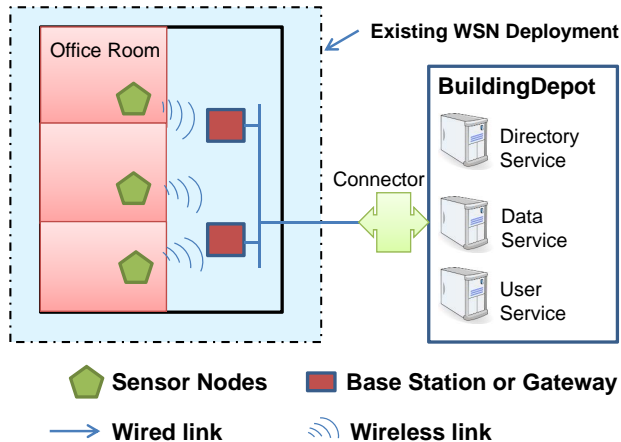 Office Room
Existing WSN Deployment
BuildingDepot
Directory
Service
Connector
Data
Service
User
Service
Sensor Nodes
Base Station or Gateway
Wired link
Wireless link